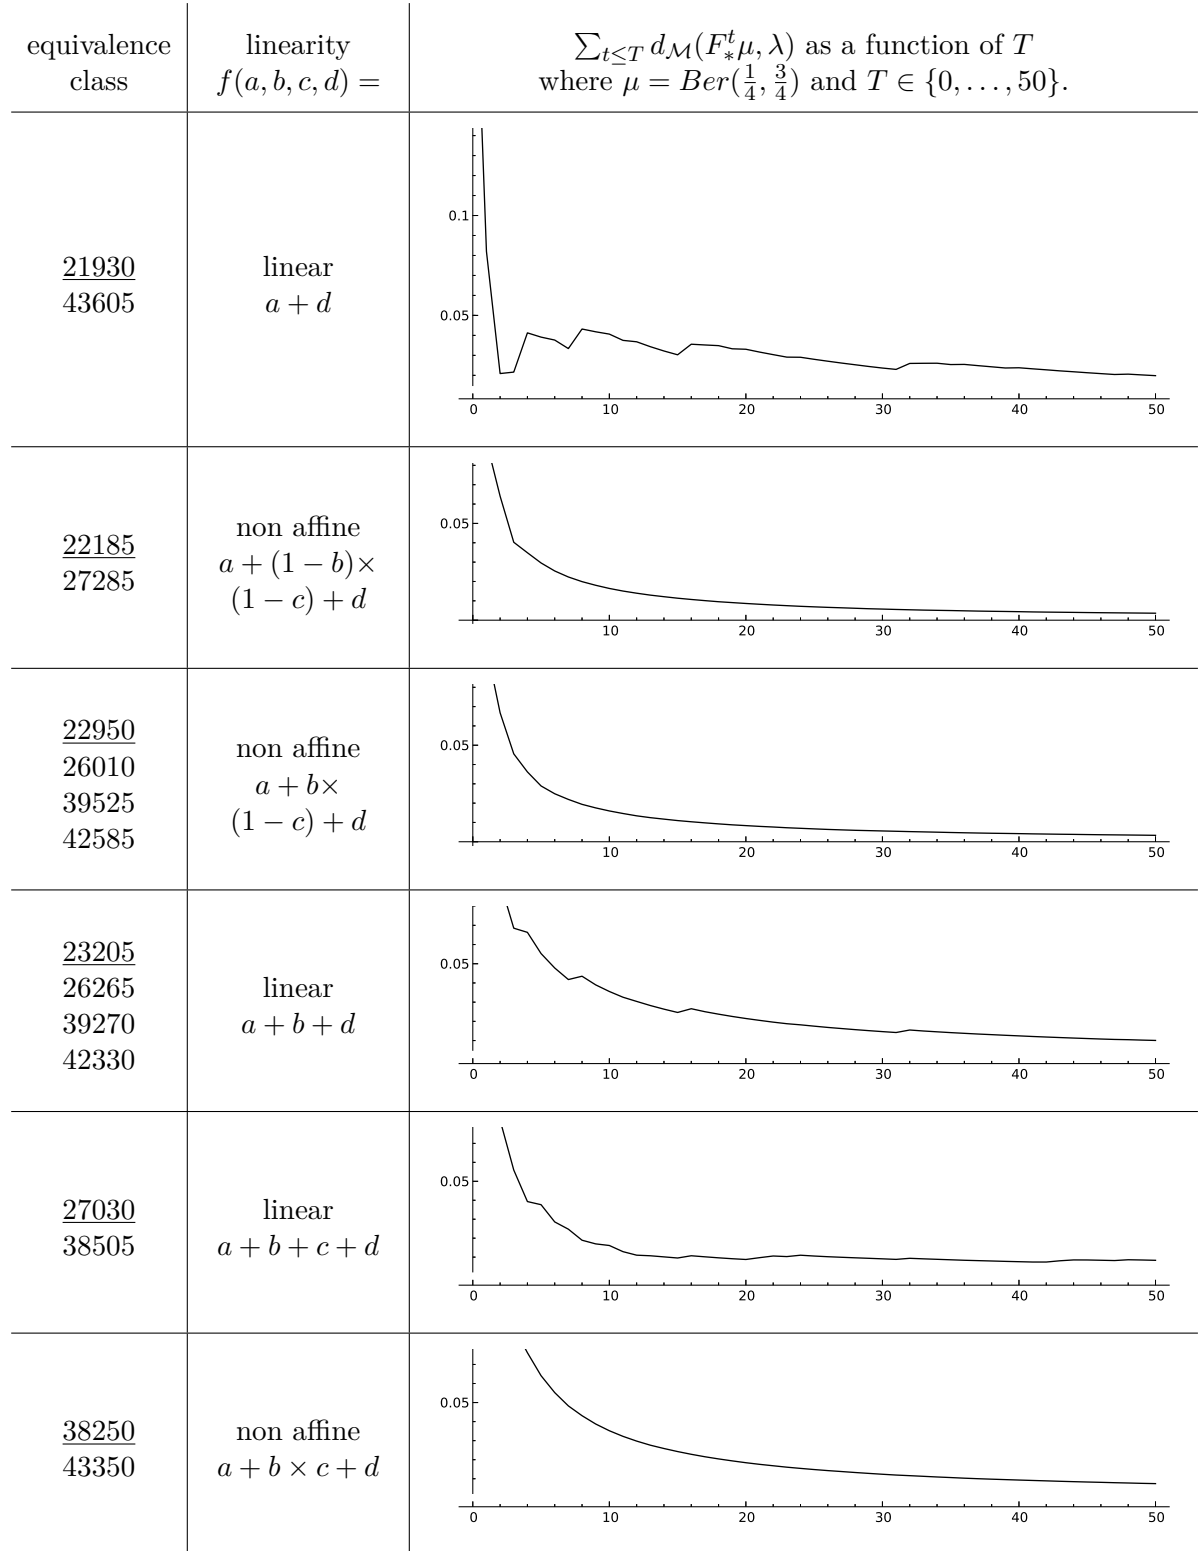 equivalence class
linearity f(a, b, c, d) =
∑_{t≤T} d_M(F_*^t μ, λ) as a function of T
where μ = Ber(1/4, 3/4) and T ∈ {0, . . . , 50}.
21930
43605
linear
a + d
0.1
0.05
0 10 20 30 40 50
22185
27285
non affine
a + (1 − b)×
(1 − c) + d
0.05
10 20 30 40 50
22950
26010
39525
42585
non affine
a + b×
(1 − c) + d
0.05
10 20 30 40 50
23205
26265
39270
42330
linear
a + b + d
0.05
0 10 20 30 40 50
27030
38505
linear
a + b + c + d
0.05
0 10 20 30 40 50
38250
43350
non affine
a + b × c + d
0.05
0 10 20 30 40 50